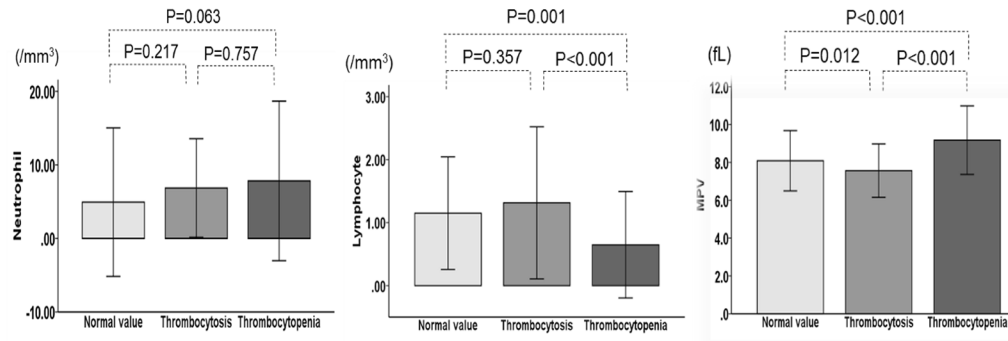 P=0.063
(/mm³)
P=0.217
P=0.757
20.00
10.00
.00
-10.00
Neutrophil
Normal value
Thrombocytosis
Thrombocytopenia
P=0.001
(/mm³)
P=0.357
P<0.001
3.00
2.00
1.00
.00
Lymphocyte
Normal value
Thrombocytosis
Thrombocytopenia
P<0.001
(fL)
P=0.012
P<0.001
12.0
10.0
8.0
6.0
4.0
2.0
.0
MPV
Normal value
Thrombocytosis
Thrombocytopenia